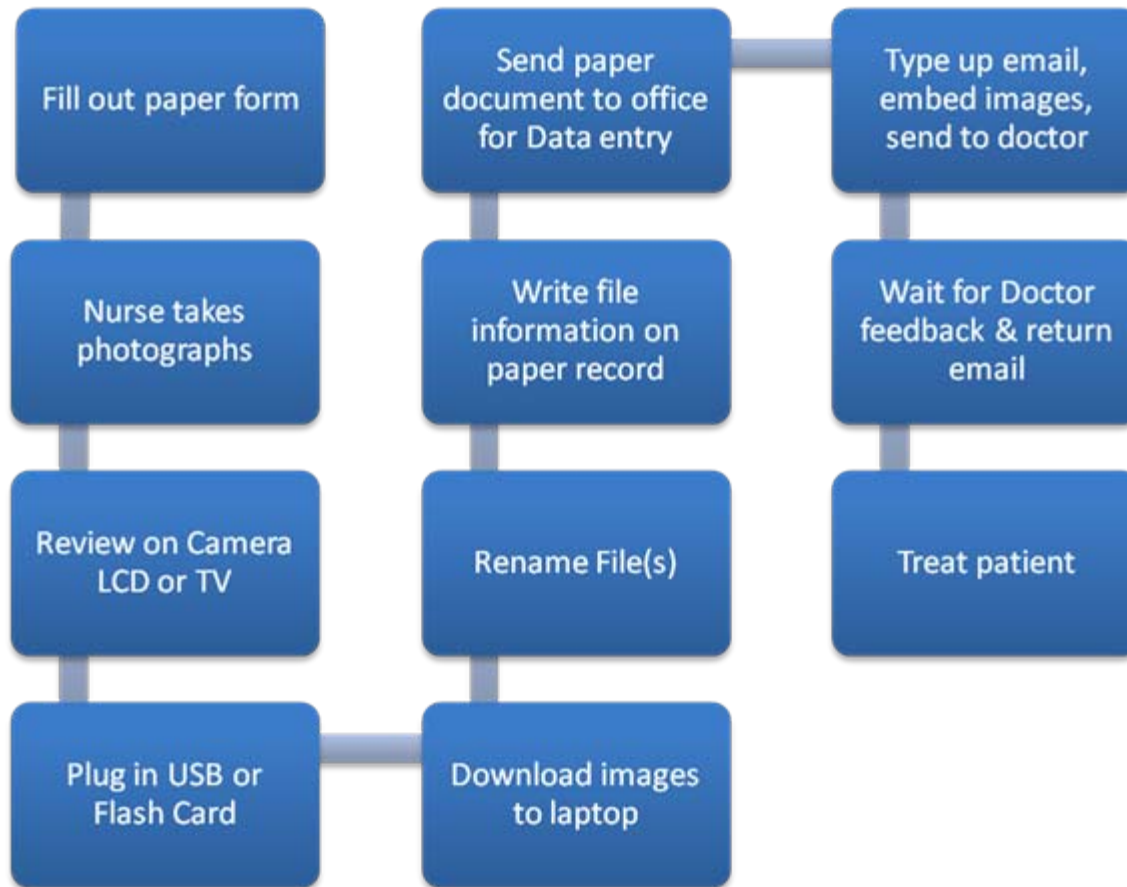 Fill out paper form
Nurse takes
photographs
Review on Camera
LCD or TV
Plug in USB or
Flash Card
Download images
to laptop
Rename File(s)
Write file
information on
paper record
Send paper
document to office
for Data entry
Type up email,
embed images,
send to doctor
Wait for Doctor
feedback & return
email
Treat patient